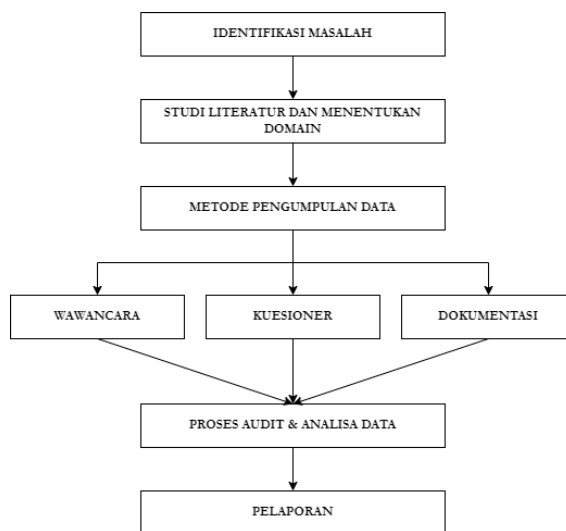 IDENTIFIKASI MASALAH
STUDI LITERATUR DAN MENENTUKAN
DOMAIN
METODE PENGUMPULAN DATA
WAWANCARA
KUESIONER
DOKUMENTASI
PROSES AUDIT & ANALISA DATA
PELAPORAN